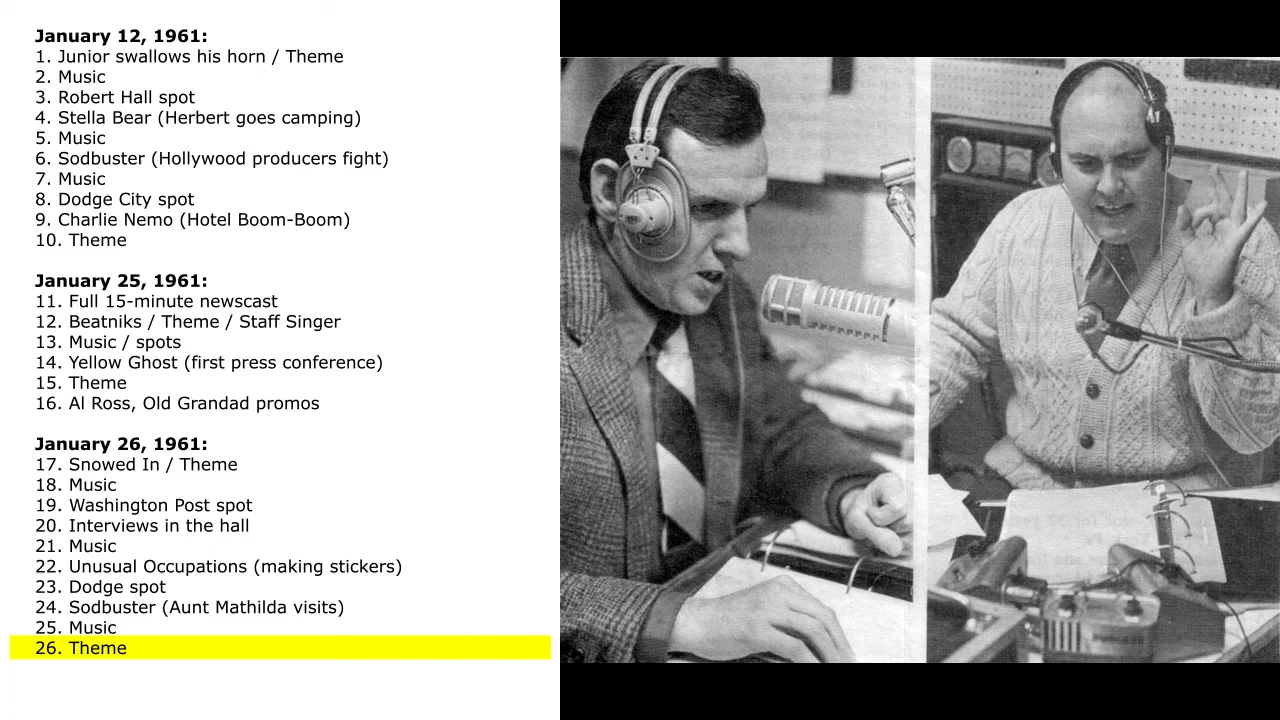 January 12, 1961:
1. Junior swallows his horn / Theme
2. Music
3. Robert Hall spot
4. Stella Bear (Herbert goes camping)
5. Music
6. Sodbuster (Hollywood producers fight)
7. Music
8. Dodge City spot
9. Charlie Nemo (Hotel Boom-Boom)
10. Theme
January 25, 1961:
11. Full 15-minute newscast
12. Beatniks / Theme / Staff Singer
13. Music / spots
14. Yellow Ghost (first press conference)
15. Theme
16. Al Ross, Old Grandad promos
January 26, 1961:
17. Snowed In / Theme
18. Music
19. Washington Post spot
20. Interviews in the hall
21. Music
22. Unusual Occupations (making stickers)
23. Dodge spot
24. Sodbuster (Aunt Mathilda visits)
25. Music
26. Theme